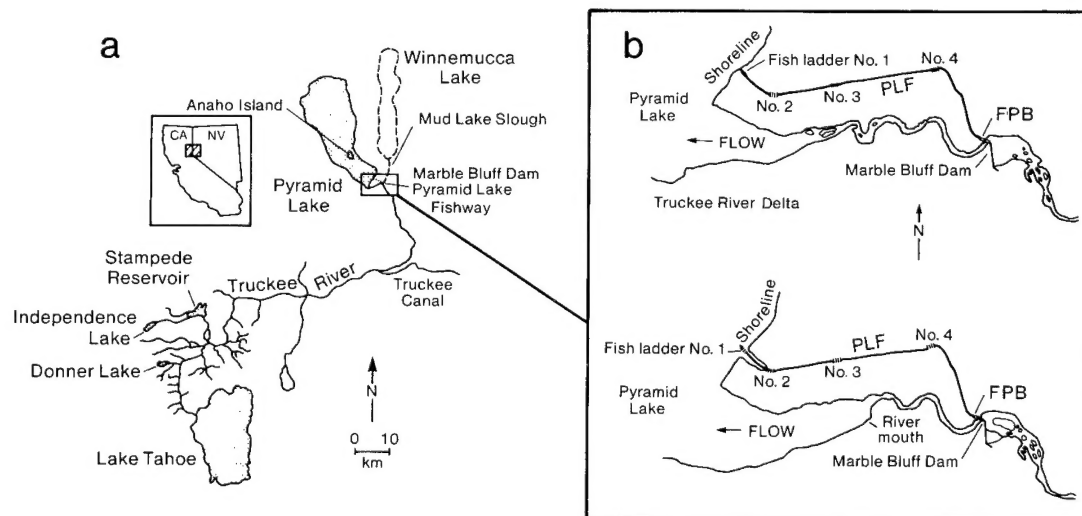 a
Winnemucca
Lake
Anaho Island
Mud Lake Slough
CA
NV
Marble Bluff Dam
Pyramid Lake
Fishway
Pyramid
Lake
Stampede
Reservoir
Truckee
River
Truckee
Canal
Independence
Lake
Donner Lake
N
0 10
km
Lake Tahoe
b
Shoreline
Fish ladder No. 1
No. 4
Pyramid
Lake
No. 2
No. 3
PLF
FPB
FLOW
Marble Bluff Dam
Truckee River Delta
N
Shoreline
Fish ladder No. 1
No. 4
PLF
No. 2
No. 3
Pyramid
Lake
FPB
FLOW
River
mouth
Marble Bluff Dam